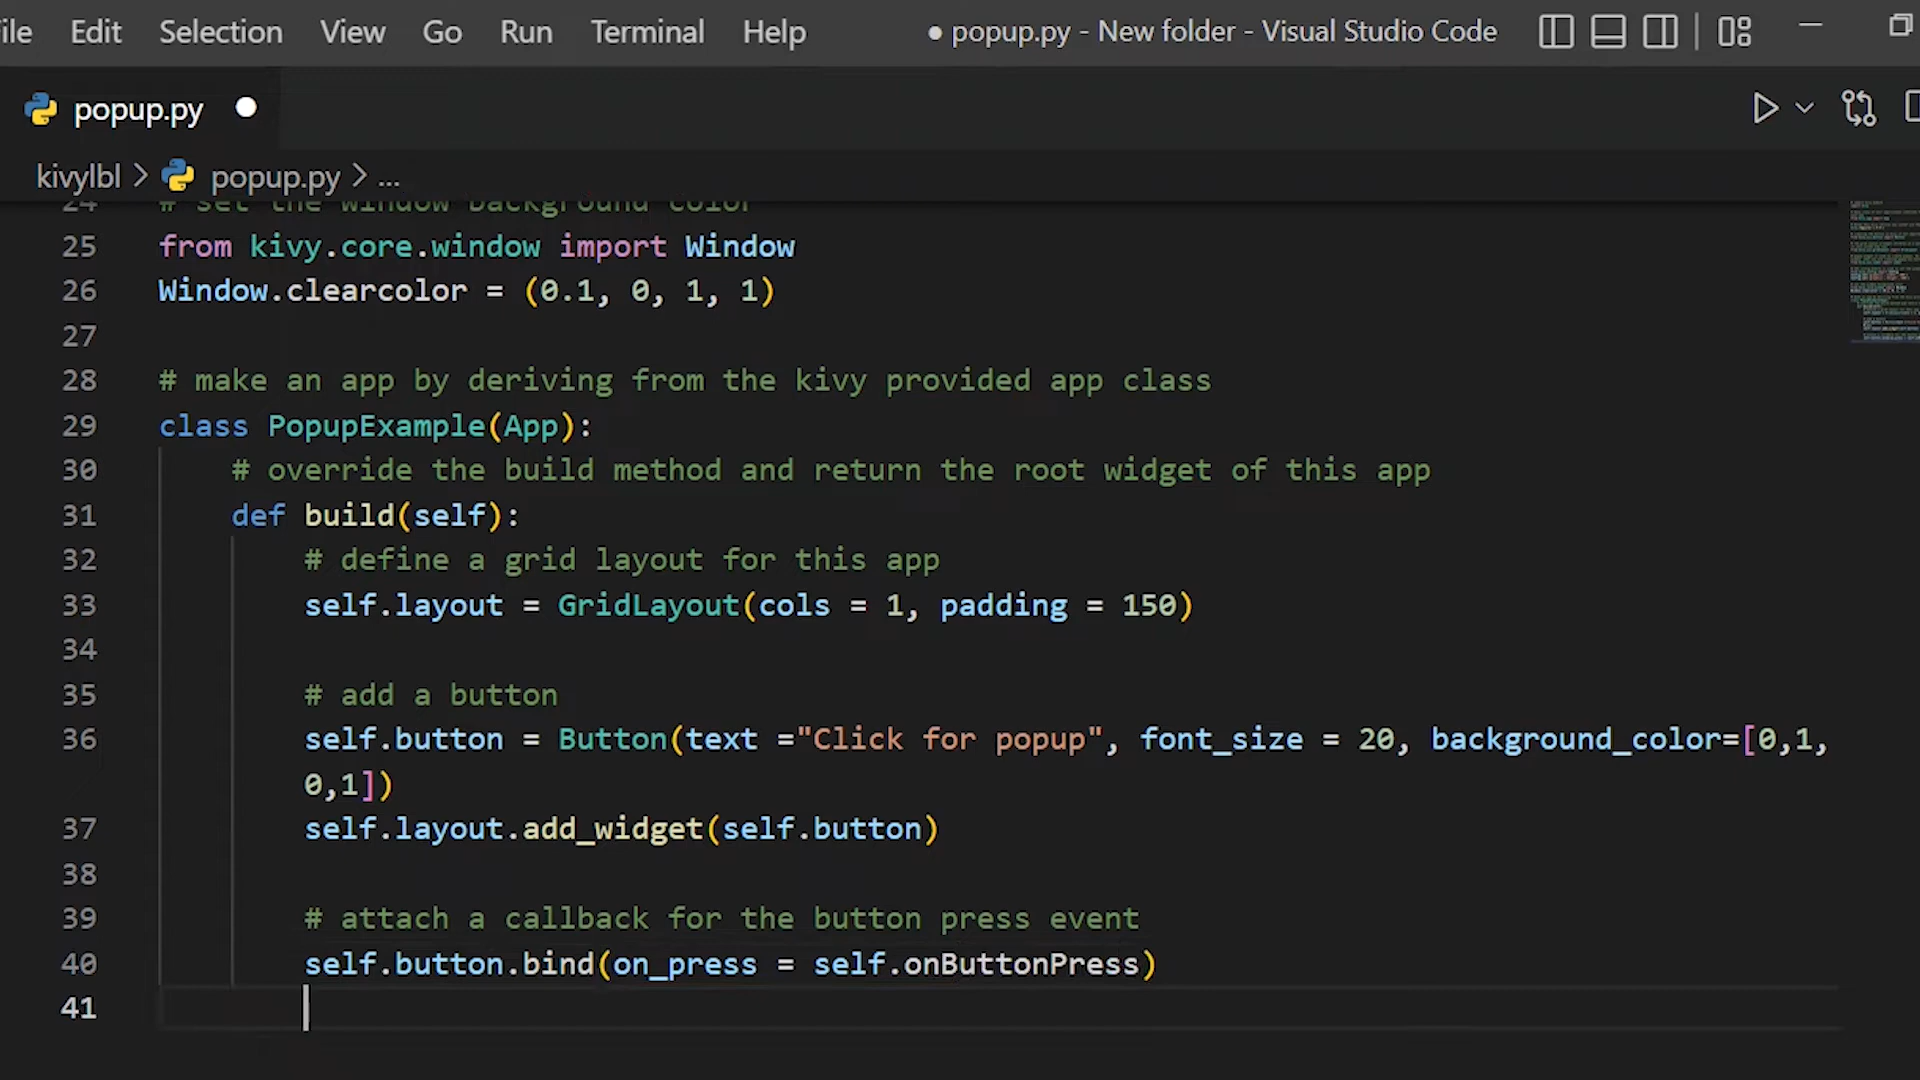 ile Edit Selection View Go Run Terminal Help ● popup.py - New folder - Visual Studio Code
popup.py
kivylbl > popup.py > ...
24 # set the window background color
25 from kivy.core.window import Window
26 Window.clearcolor = (0.1, 0, 1, 1)
27
28 # make an app by deriving from the kivy provided app class
29 class PopupExample(App):
30 # override the build method and return the root widget of this app
31 def build(self):
32 # define a grid layout for this app
33 self.layout = GridLayout(cols = 1, padding = 150)
34
35 # add a button
36 self.button = Button(text ="Click for popup", font_size = 20, background_color=[0,1,
0,1])
37 self.layout.add_widget(self.button)
38
39 # attach a callback for the button press event
40 self.button.bind(on_press = self.onButtonPress)
41